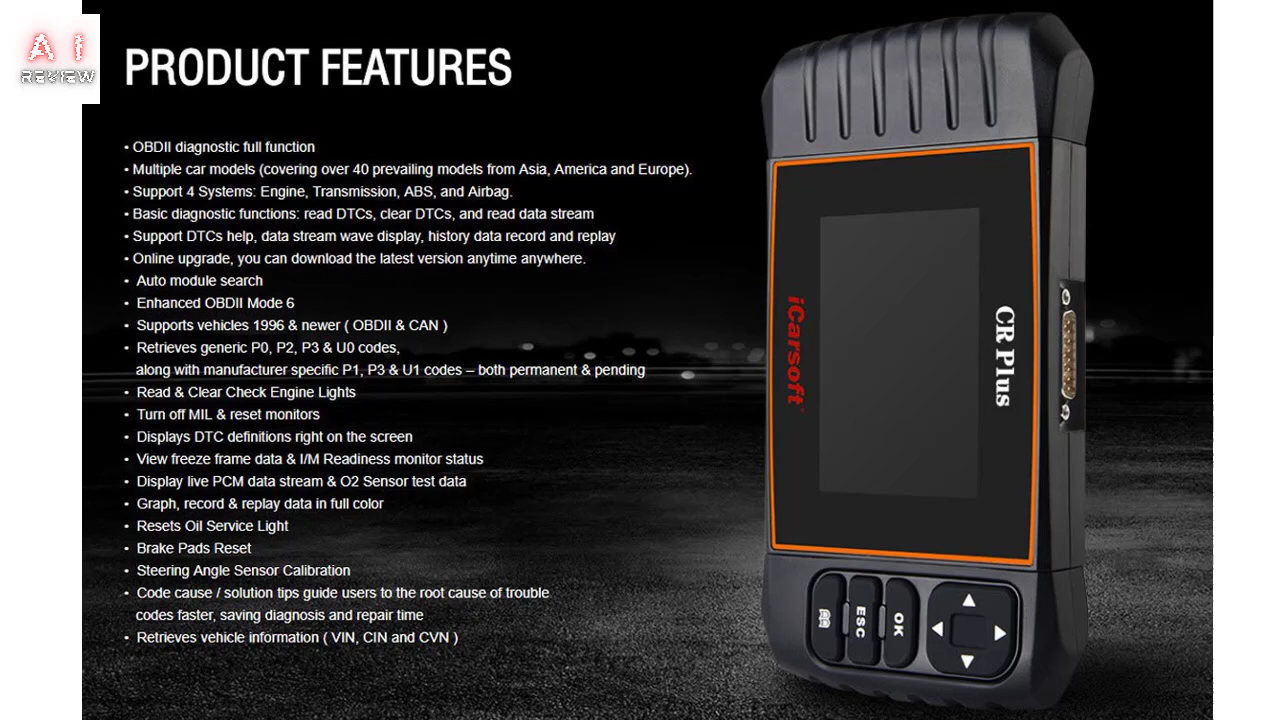 AI
REVIEW
PRODUCT FEATURES
• OBDII diagnostic full function
• Multiple car models (covering over 40 prevailing models from Asia, America and Europe).
• Support 4 Systems: Engine, Transmission, ABS, and Airbag.
• Basic diagnostic functions: read DTCs, clear DTCs, and read data stream
• Support DTCs help, data stream wave display, history data record and replay
• Online upgrade, you can download the latest version anytime anywhere.
• Auto module search
• Enhanced OBDII Mode 6
• Supports vehicles 1996 & newer ( OBDII & CAN )
• Retrieves generic P0, P2, P3 & U0 codes,
along with manufacturer specific P1, P3 & U1 codes – both permanent & pending
• Read & Clear Check Engine Lights
• Turn off MIL & reset monitors
• Displays DTC definitions right on the screen
• View freeze frame data & I/M Readiness monitor status
• Display live PCM data stream & O2 Sensor test data
• Graph, record & replay data in full color
• Resets Oil Service Light
• Brake Pads Reset
• Steering Angle Sensor Calibration
• Code cause / solution tips guide users to the root cause of trouble
codes faster, saving diagnosis and repair time
• Retrieves vehicle information ( VIN, CIN and CVN )
iCarsoft
CR Plus
ESC
OK